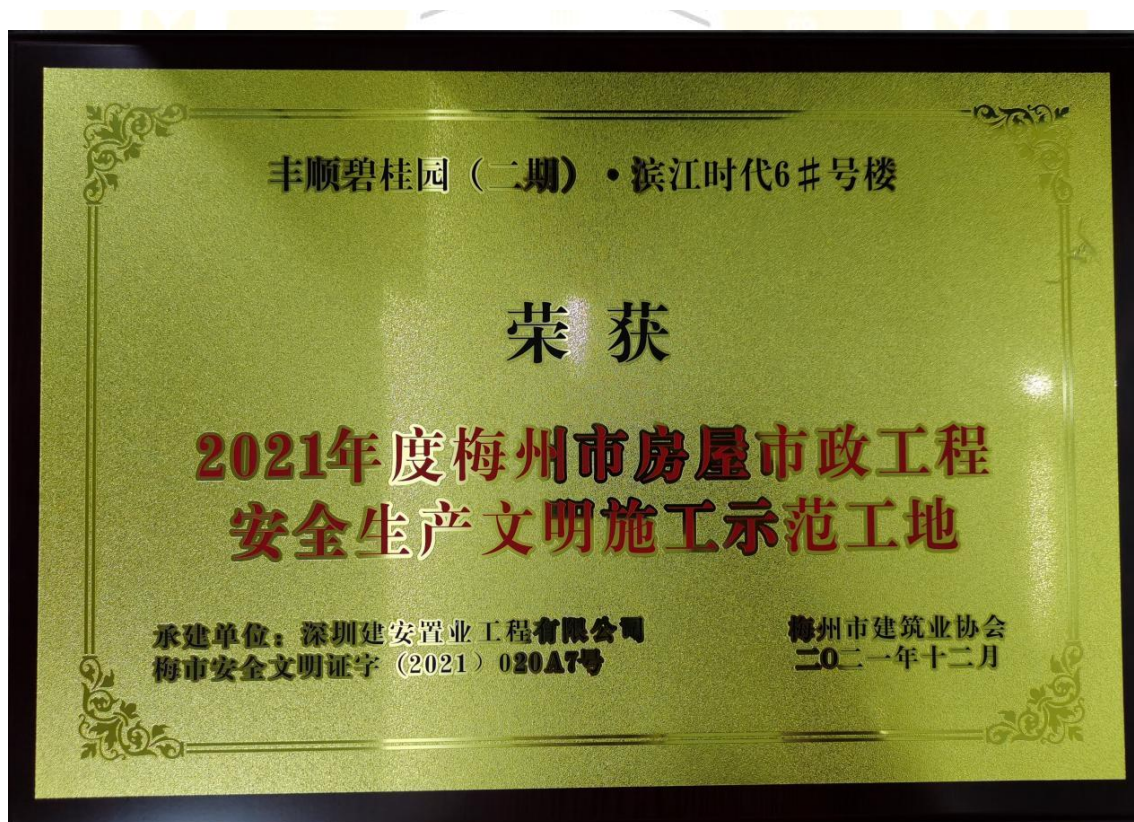 丰顺碧桂园（二期）·滨江时代6#号楼
荣获
2021年度梅州市房屋市政工程
安全生产文明施工示范工地
承建单位：深圳建安置业工程有限公司
梅市安全文明证字（2021）020A7号
梅州市建筑业协会
二〇二一年十二月